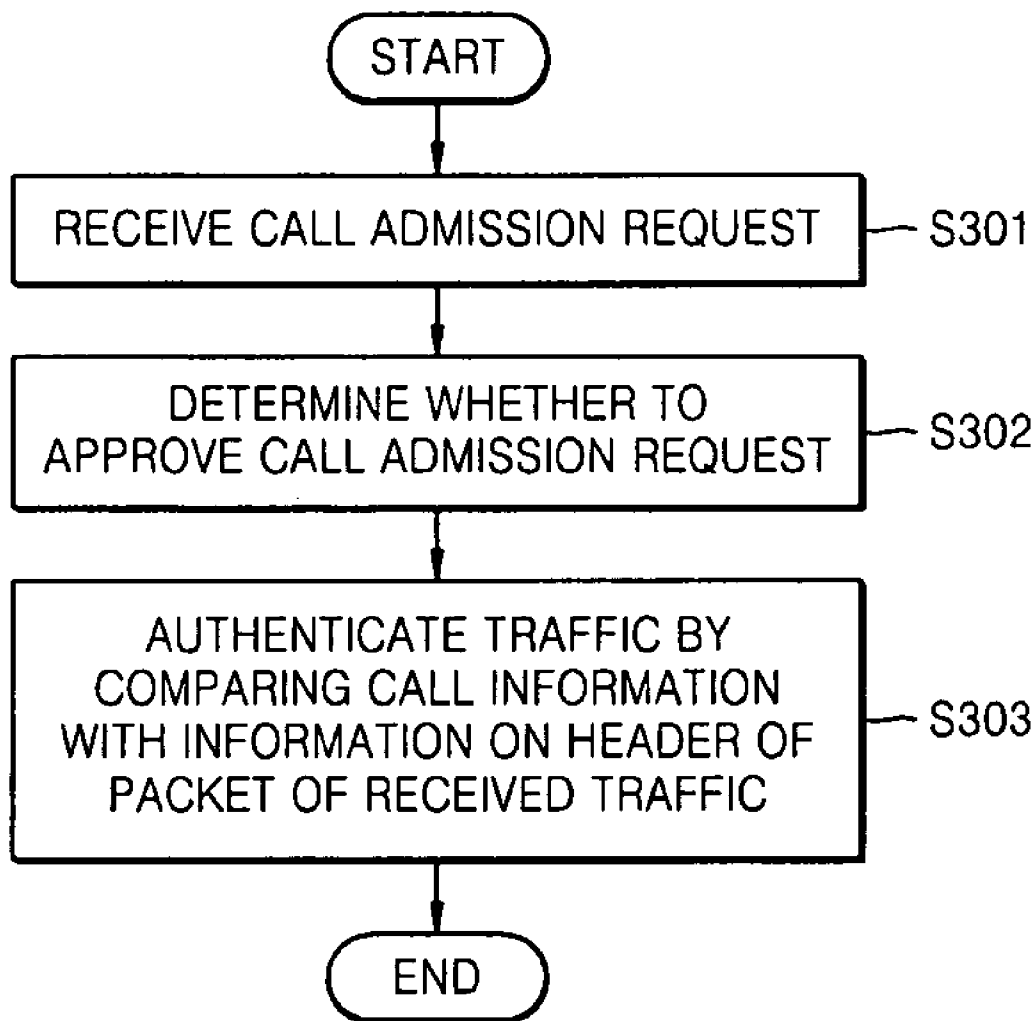 START
RECEIVE CALL ADMISSION REQUEST
S301
DETERMINE WHETHER TO
APPROVE CALL ADMISSION REQUEST
S302
AUTHENTICATE TRAFFIC BY
COMPARING CALL INFORMATION
WITH INFORMATION ON HEADER OF
PACKET OF RECEIVED TRAFFIC
S303
END